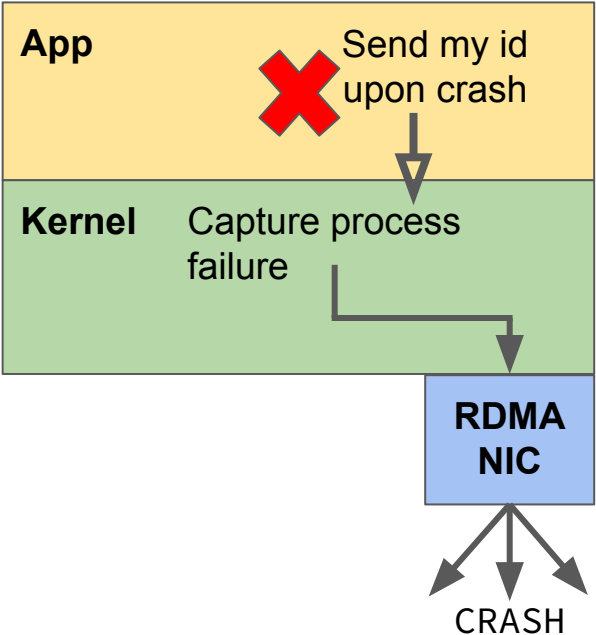 App
Send my id
upon crash
Kernel
Capture process
failure
RDMA
NIC
CRASH